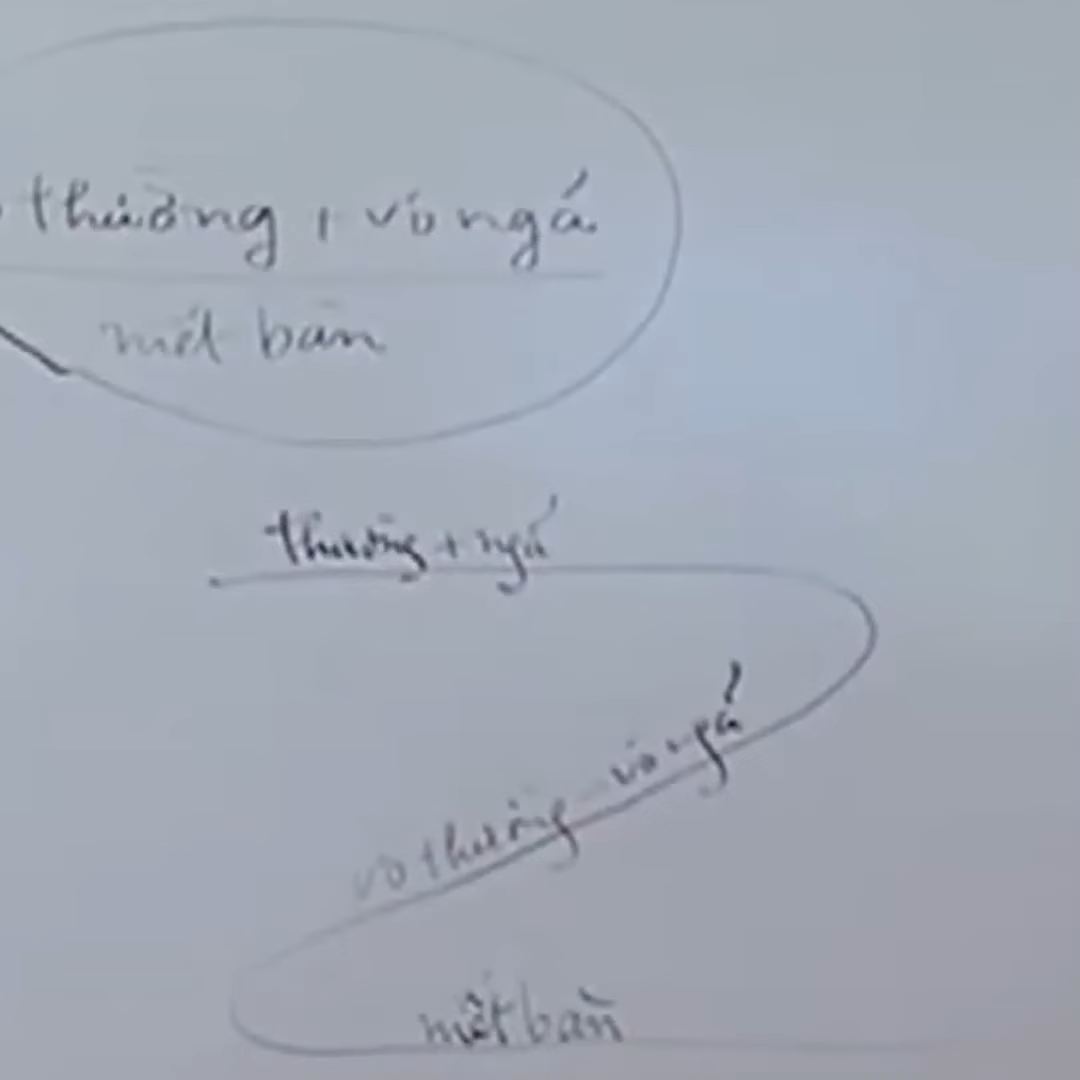 thường + vô ngã
niết bàn
thường + ngã
vô thường - vô ngã
niết bàn